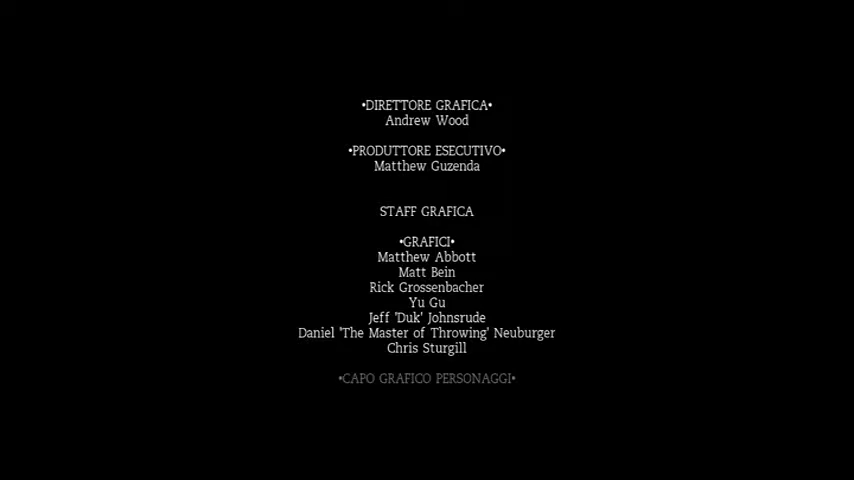 •DIRETTORE GRAFICA•
Andrew Wood
•PRODUTTORE ESECUTIVO•
Matthew Guzenda
STAFF GRAFICA
•GRAFICI•
Matthew Abbott
Matt Bein
Rick Grossenbacher
Yu Gu
Jeff 'Duk' Johnsrude
Daniel 'The Master of Throwing' Neuburger
Chris Sturgill
•CAPO GRAFICO PERSONAGGI•